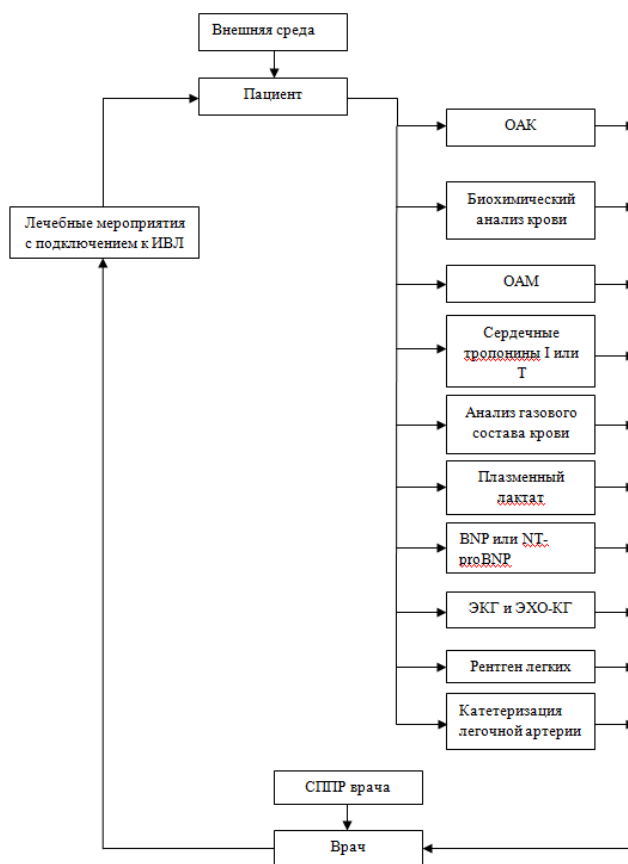 Внешняя среда
Пациент
ОАК
Биохимический
анализ крови
Лечебные мероприятия
с подключением к ИВЛ
ОАМ
Сердечные
тропонины I или
Т
Анализ газового
состава крови
Плазменный
лактат
BNP или NT-
proBNP
ЭКГ и ЭХО-КГ
Рентген легких
Катетеризация
легочной артерии
СППР врача
Врач